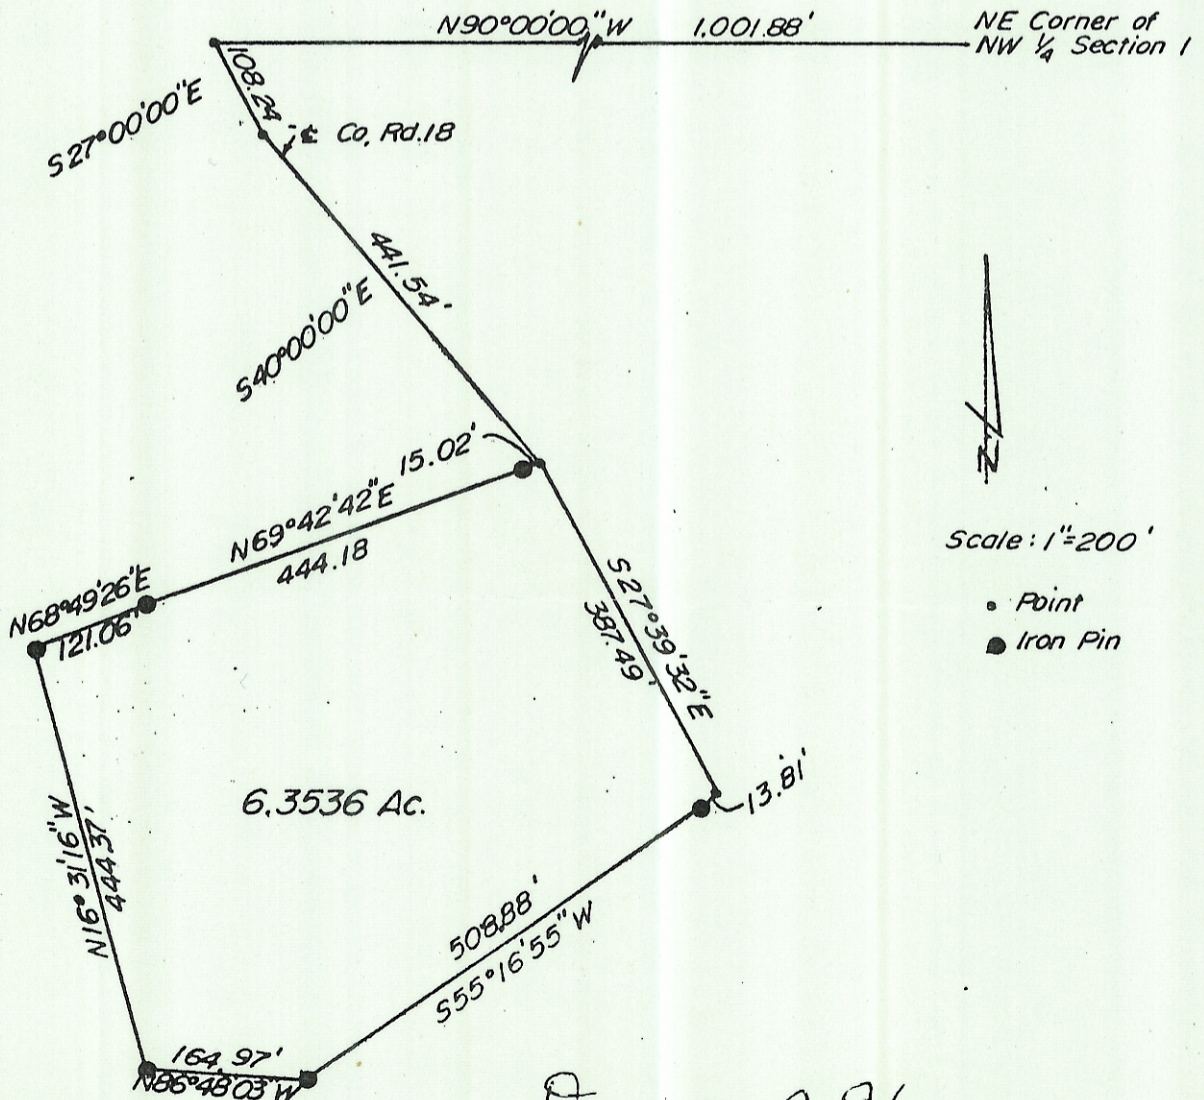 N90°00'00"W 1,001.88'
NE Corner of
NW 1/4 Section 1
108.24
S27°00'00"E
℄ Co, Rd.18
441.54'
S40°00'00"E
15.02'
N69°42'42"E
444.18
N68°49'26"E
121.06'
S27°39'32"E
387.49'
Scale: 1"=200'
• Point
● Iron Pin
N
13.81'
6.3536 Ac.
N16°31'16"W
444.37'
508.88'
S55°16'55"W
164.97'
N86°48'03"W